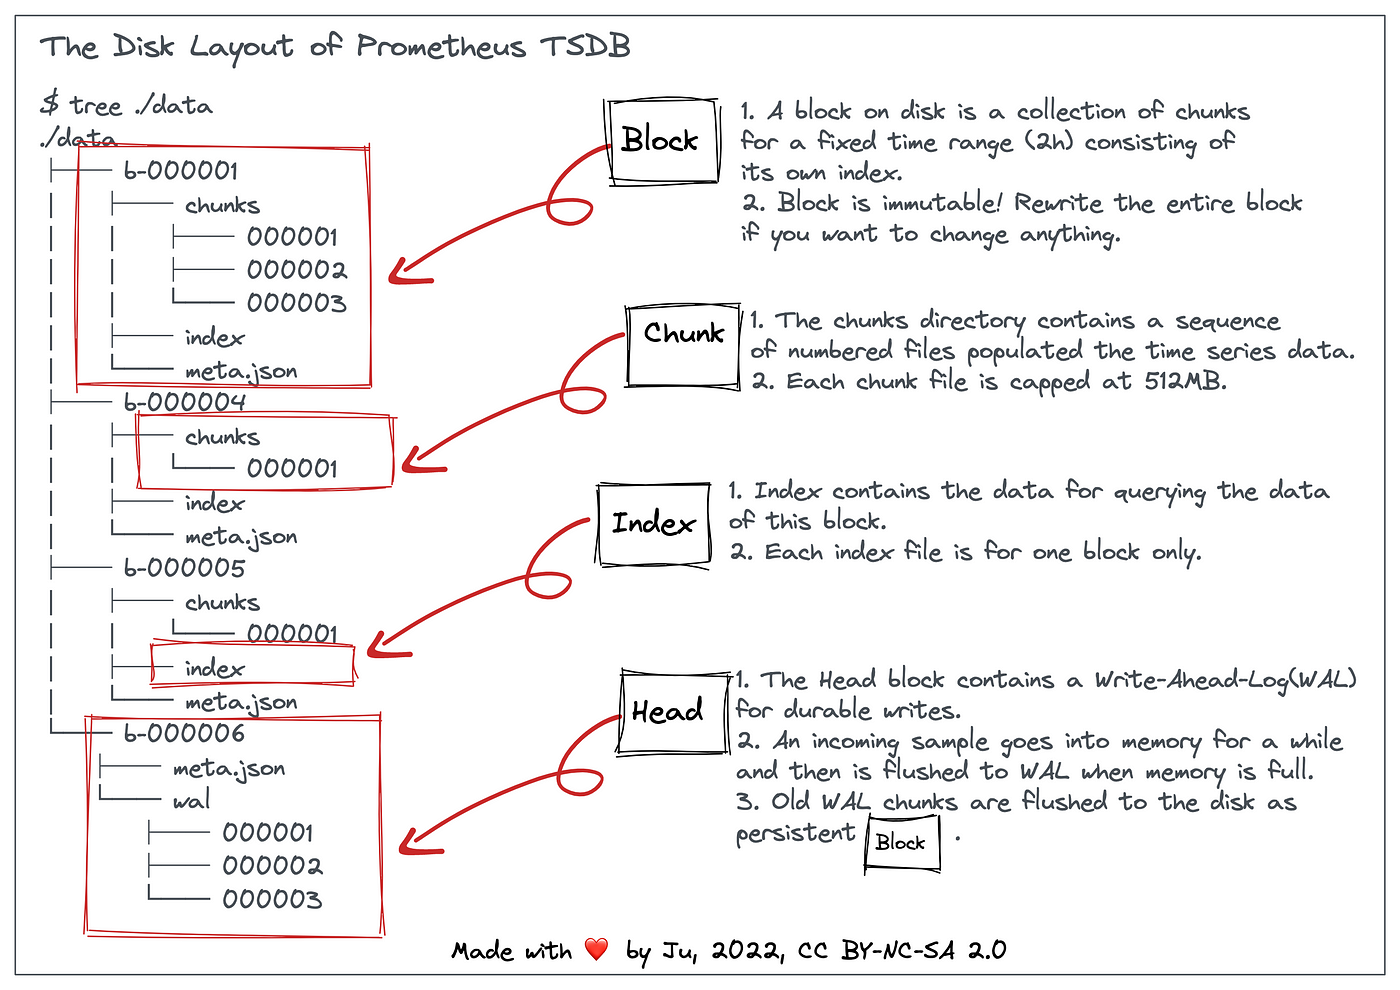 The Disk Layout of Prometheus TSDB
$ tree ./data
./data
b-000001
chunks
000001
000002
000003
index
meta.json
b-000004
chunks
000001
index
meta.json
b-000005
chunks
000001
index
meta.json
b-000006
meta.json
wal
000001
000002
000003
Block
1. A block on disk is a collection of chunks
for a fixed time range (2h) consisting of
its own index.
2. Block is immutable! Rewrite the entire block
if you want to change anything.
Chunk
1. The chunks directory contains a sequence
of numbered files populated the time series data.
2. Each chunk file is capped at 512MB.
Index
1. Index contains the data for querying the data
of this block.
2. Each index file is for one block only.
Head
1. The Head block contains a Write-Ahead-Log(WAL)
for durable writes.
2. An incoming sample goes into memory for a while
and then is flushed to WAL when memory is full.
3. Old WAL chunks are flushed to the disk as
persistent Block .
Made with ❤️ by Ju, 2022, CC BY-NC-SA 2.0